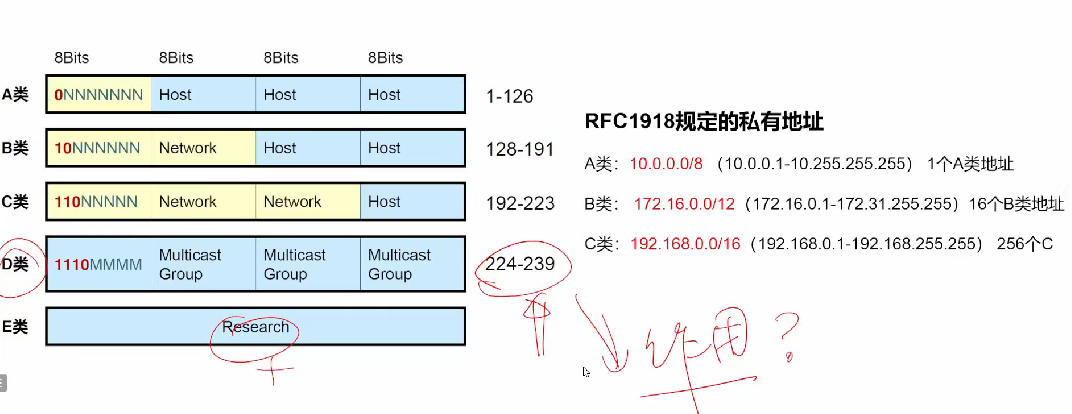 8Bits 8Bits 8Bits 8Bits
A类 0NNNNNNN Host Host Host 1-126
B类 10NNNNNN Network Host Host 128-191
C类 110NNNNN Network Network Host 192-223
D类 1110MMMM Multicast Group Multicast Group Multicast Group 224-239
E类 Research
RFC1918规定的私有地址
A类：10.0.0.0/8 （10.0.0.1-10.255.255.255） 1个A类地址
B类： 172.16.0.0/12（172.16.0.1-172.31.255.255）16个B类地址
C类：192.168.0.0/16（192.168.0.1-192.168.255.255） 256个C
作用？